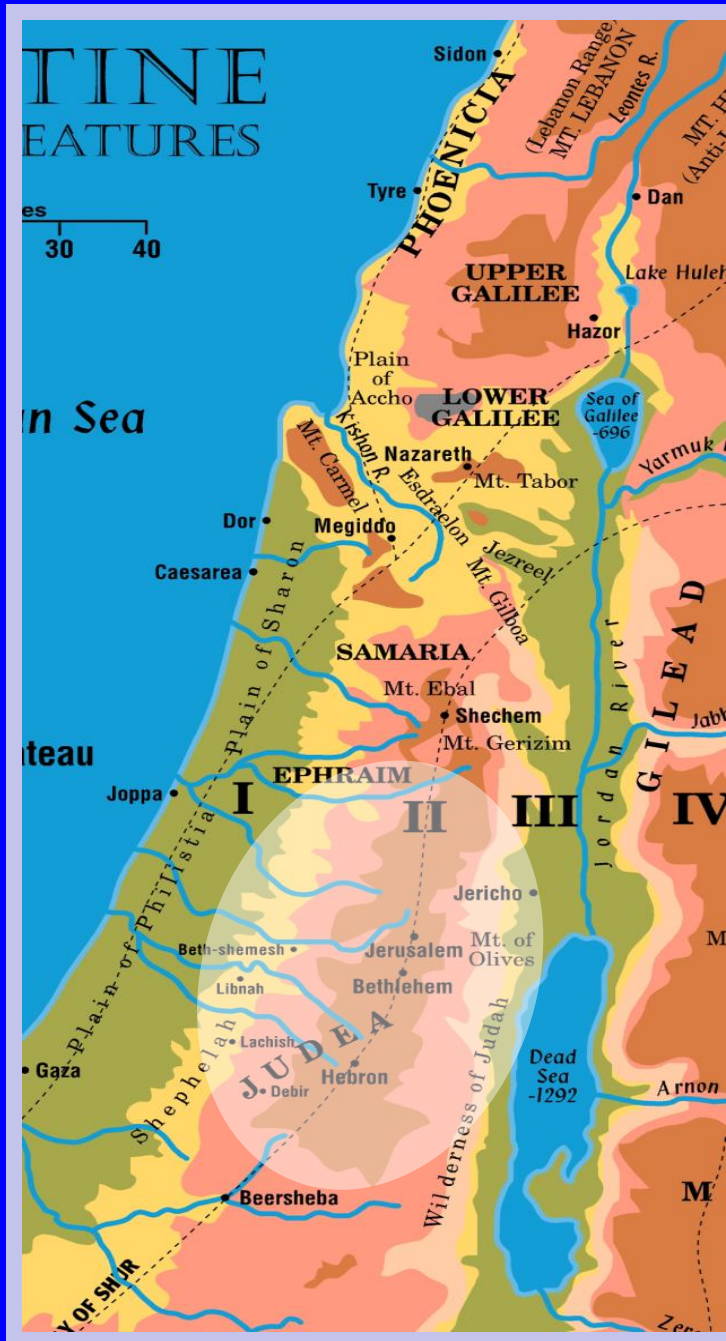 TINE
EATURES
es
30 40
Sidon
PHOENICIA
(Lebanon Range)
MT. LEBANON
Leontes R.
MT. H
(Anti-L
Tyre
Dan
UPPER
GALILEE
Lake Huleh
Hazor
Plain
of
Accho
LOWER
GALILEE
Sea of
Galilee
-696
n Sea
Kishon R.
Mt. Carmel
Nazareth
Mt. Tabor
Esdraelon
Yarmuk
Dor
Megiddo
Jezreel
Caesarea
Mt. Gilboa
Plain of Sharon
SAMARIA
Mt. Ebal
Shechem
Mt. Gerizim
Jordan River
GILEAD
Jabb
ateau
EPHRAIM
Joppa
I
II
III
IV
Plain of Philistia
Jericho
Beth-shemesh
Jerusalem
Mt. of
Olives
M
Libnah
Bethlehem
Lachish
JUDEA
Shephelah
Hebron
Debir
Wilderness of Judah
Gaza
Dead
Sea
-1292
Arnon
Beersheba
M
Y OF SHUR
Zere